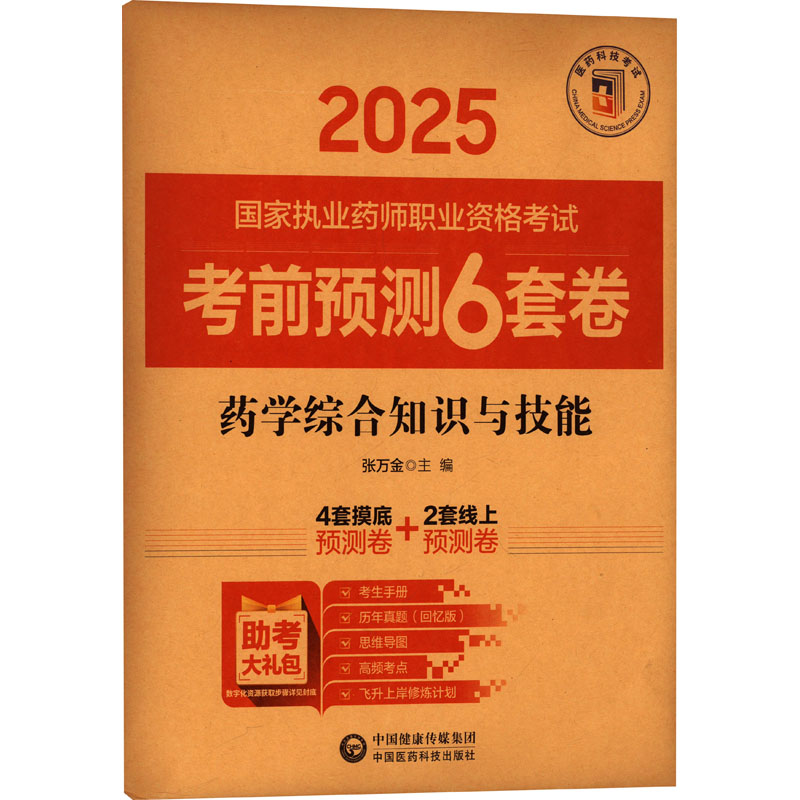 医药科技考试
CHINA MEDICAL SCIENCE PRESS EXAM
2025
国家执业药师职业资格考试
考前预测6套卷
药学综合知识与技能
张万金◎主 编
4套摸底
预测卷
+
2套线上
预测卷
助考
大礼包
数字化资源获取步骤详见封底
考生手册
历年真题（回忆版）
思维导图
高频考点
飞升上岸修炼计划
CHMG
中国健康传媒集团
中国医药科技出版社